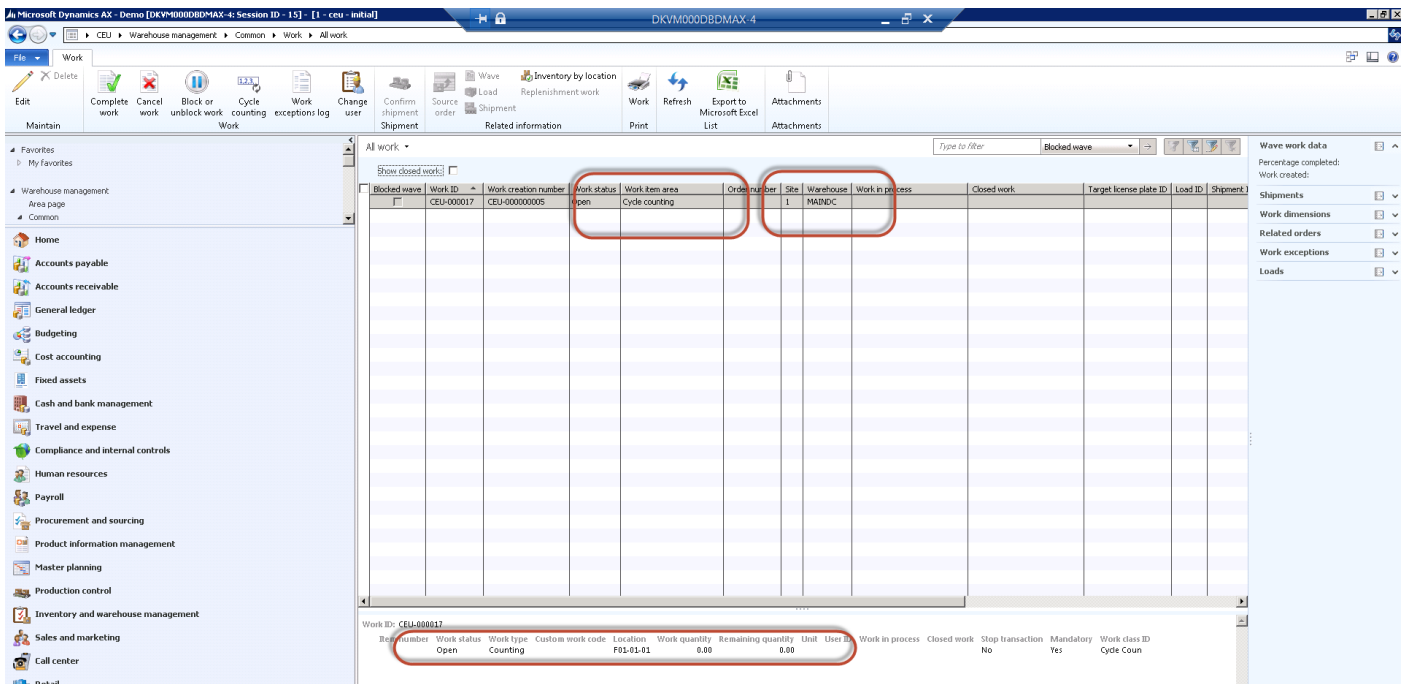 Microsoft Dynamics AX - Demo [DKVM000DBDMAX-4: Session ID - 15] - [1 - ceu - initial]
DKVM000DBDMAX-4
CEU Warehouse management Common Work All work
File Work
Delete
Edit
Complete work
Cancel work
Block or unblock work
Cycle counting
Work exceptions log
Change user
Confirm shipment
Source order
Wave
Load
Shipment
Inventory by location
Replenishment work
Work
Refresh
Export to Microsoft Excel
Attachments
Maintain Work Shipment Related information Print List Attachments
Favorites
My favorites
Warehouse management
Area page
Common
Home
Accounts payable
Accounts receivable
General ledger
Budgeting
Cost accounting
Fixed assets
Cash and bank management
Travel and expense
Compliance and internal controls
Human resources
Payroll
Procurement and sourcing
Product information management
Master planning
Production control
Inventory and warehouse management
Sales and marketing
Call center
Retail
All work
Type to filter Blocked wave
Show closed work:
Blocked wave Work ID Work creation number Work status Work item area Order number Site Warehouse Work in process Closed work Target license plate ID Load ID Shipment
CEU-000017 CEU-000000005 Open Cycle counting 1 MAINDC
Work ID: CEU-000017
Item number Work status Work type Custom work code Location Work quantity Remaining quantity Unit User ID Work in process Closed work Stop transaction Mandatory Work class ID
Open Counting F01-01-01 0.00 0.00 No Yes Cycle Coun
Wave work data
Percentage completed:
Work created:
Shipments
Work dimensions
Related orders
Work exceptions
Loads